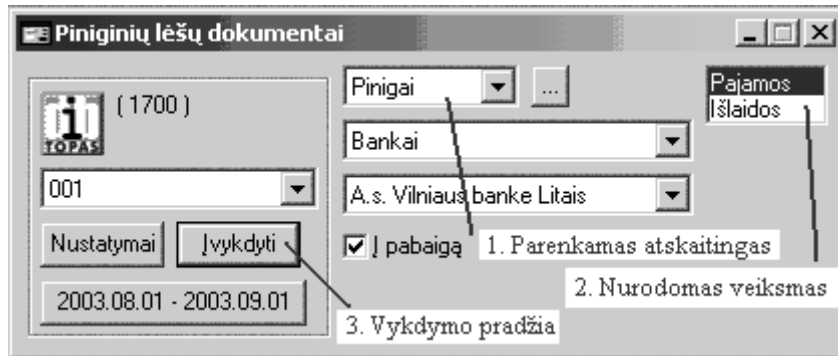 Piniginių lėšų dokumentai
( 1700 )
TOPAS
001
Nustatymai
Įvykdyti
2003.08.01 - 2003.09.01
Pinigai
...
Bankai
A.s. Vilniaus banke Litais
Į pabaigą
Pajamos
Išlaidos
1. Parenkamas atskaitingas
2. Nurodomas veiksmas
3. Vykdymo pradžia